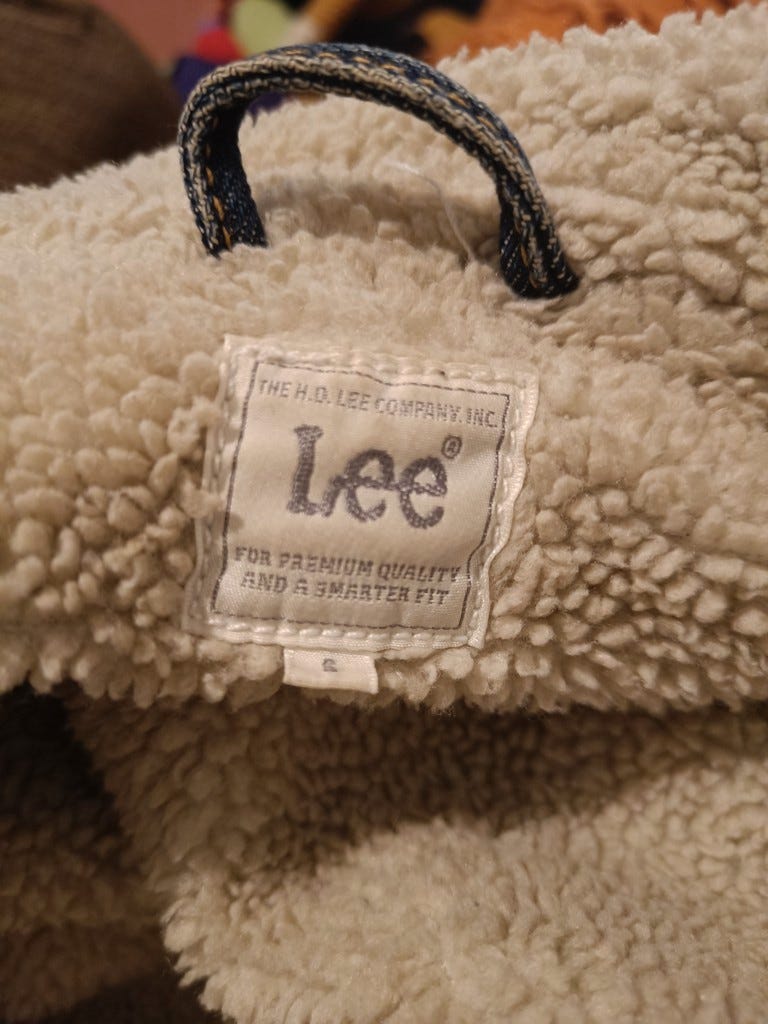 THE H.D. LEE COMPANY. INC.
Lee®
FOR PREMIUM QUALITY
AND A SMARTER FIT
S